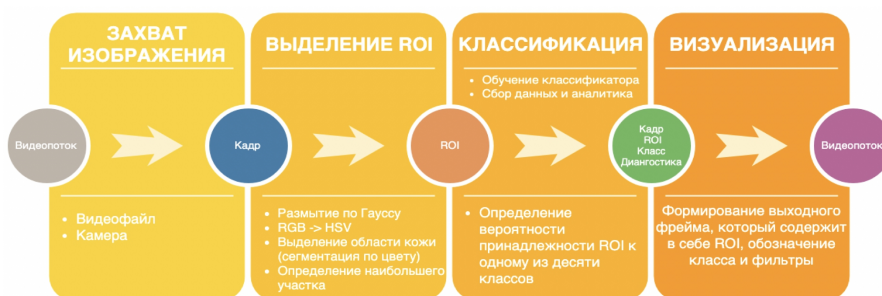 ЗАХВАТ
ИЗОБРАЖЕНИЯ
ВЫДЕЛЕНИЕ ROI
КЛАССИФИКАЦИЯ
ВИЗУАЛИЗАЦИЯ
• Обучение классификатора
• Сбор данных и аналитика
Видеопоток
Кадр
ROI
Кадр
ROI
Класс
Диангостика
Видеопоток
• Видеофайл
• Камера
• Размытие по Гауссу
• RGB -> HSV
• Выделение области кожи
(сегментация по цвету)
• Определение наибольшего
участка
• Определение
вероятности
принадлежности ROI к
одному из десяти
классов
Формирование выходного
фрейма, который содержит
в себе ROI, обозначение
класса и фильтры